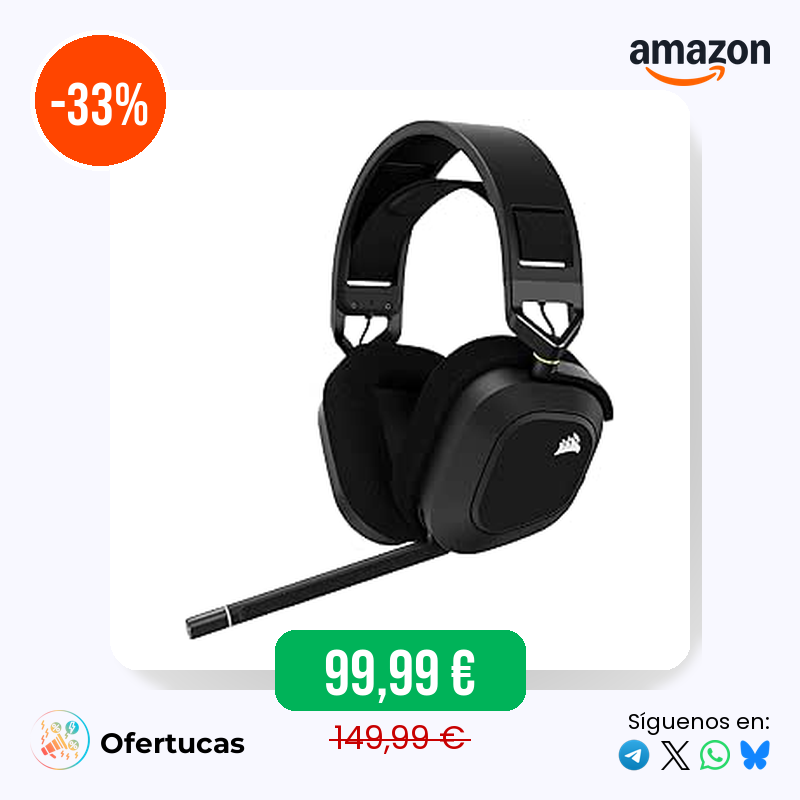 -33%
amazon
99,99 €
149,99 €
Ofertucas
Síguenos en: